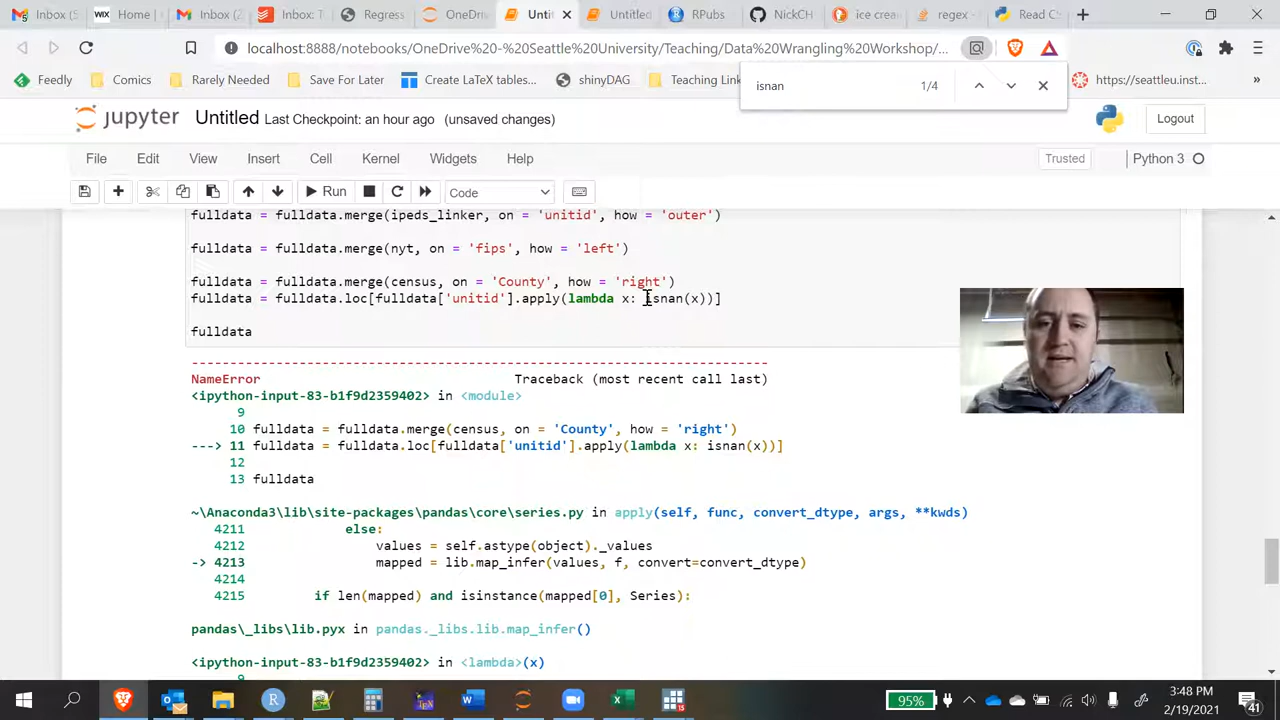 Inbox (5
Home |
Inbox (2
Inbox: T
Regress
OneDriv
Unti
Untitled
RPubs
NickCH
ice crea
regex -
Read CS
localhost:8888/notebooks/OneDrive%20-%20Seattle%20University/Teaching/Data%20Wrangling%20Workshop/...
Feedly
Comics
Rarely Needed
Save For Later
Create LaTeX tables...
shinyDAG
Teaching Link
https://seattleu.inst...
isnan
1/4
jupyter Untitled Last Checkpoint: an hour ago (unsaved changes)
Logout
File Edit View Insert Cell Kernel Widgets Help
Trusted
Python 3
Run
Code
fulldata = fulldata.merge(ipeds_linker, on = 'unitid', how = 'outer')
fulldata = fulldata.merge(nyt, on = 'fips', how = 'left')
fulldata = fulldata.merge(census, on = 'County', how = 'right')
fulldata = fulldata.loc[fulldata['unitid'].apply(lambda x: isnan(x))]
fulldata
---------------------------------------------------------------------------
NameError Traceback (most recent call last)
<ipython-input-83-b1f9d2359402> in <module>
9
10 fulldata = fulldata.merge(census, on = 'County', how = 'right')
---> 11 fulldata = fulldata.loc[fulldata['unitid'].apply(lambda x: isnan(x))]
12
13 fulldata
~\Anaconda3\lib\site-packages\pandas\core\series.py in apply(self, func, convert_dtype, args, **kwds)
4211 else:
4212 values = self.astype(object)._values
-> 4213 mapped = lib.map_infer(values, f, convert=convert_dtype)
4214
4215 if len(mapped) and isinstance(mapped[0], Series):
pandas\_libs\lib.pyx in pandas._libs.lib.map_infer()
<ipython-input-83-b1f9d2359402> in <lambda>(x)
95%
3:48 PM
2/19/2021
41